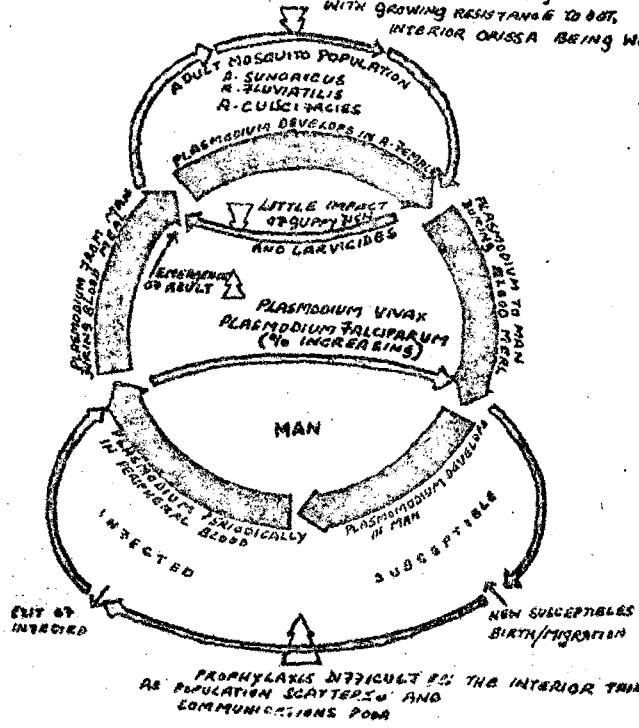 WITH GROWING RESISTANCE TO DDT,
INTERIOR ORISSA BEING
ADULT MOSQUITO POPULATION
A. SUNDAICUS
A. FLUVIATILIS
A. CULICIFACIES
PLASMODIUM DEVELOPS IN A. FEMALE
LITTLE IMPACT
OF GUPPY FISH
AND LARVICIDES
PLASMODIUM FROM MAN
DURING BLOOD MEAL
PLASMODIUM TO MAN
DURING BLOOD MEAL
EMERGENCE
OF ADULT
PLASMODIUM VIVAX
PLASMODIUM FALCIPARUM
(% INCREASING)
MAN
PLASMODIUM PERIODICALLY
IN PERIPHERAL BLOOD
PLASMODIUM DEVELOPS
IN MAN
INFECTED
SUSCEPTIBLE
EXIT OF
INFECTED
NEW SUSCEPTIBLES
BIRTH/MIGRATION
PROPHYLAXIS DIFFICULT IN THE INTERIOR
AS POPULATION SCATTERED AND
COMMUNICATIONS POOR